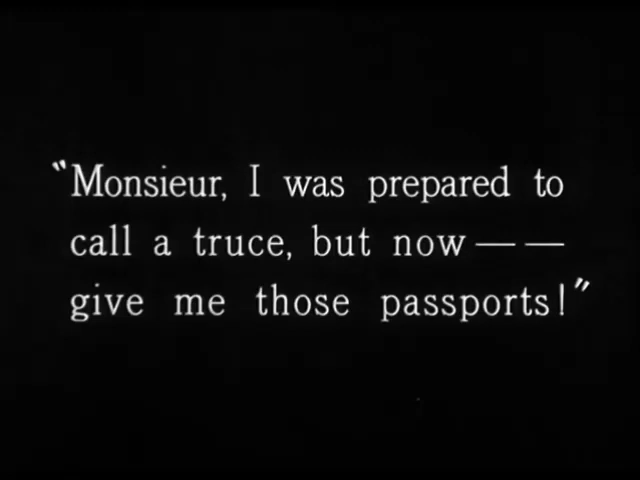 "Monsieur, I was prepared to
call a truce, but now — —
give me those passports!"